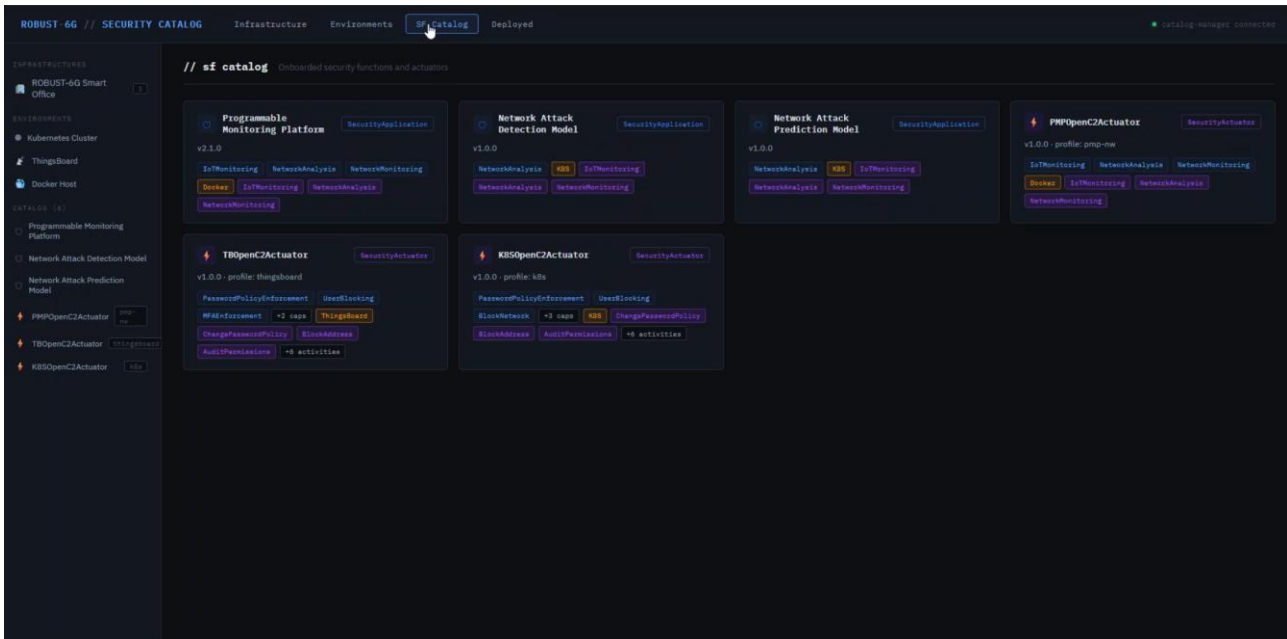 ROBUST-6G // SECURITY CATALOG Infrastructure Environments SF Catalog Deployed catalog-manager connected
INFRASTRUCTURES
ROBUST-6G Smart
Office
ENVIRONMENTS
Kubernetes Cluster
ThingsBoard
Docker Host
CATALOG (6)
Programmable Monitoring
Platform
Network Attack Detection Model
Network Attack Prediction
Model
PMPOpenC2Actuator pmp-
nw
TBOpenC2Actuator thingsboard
K8SOpenC2Actuator k8s
// sf catalog Onboarded security functions and actuators
Programmable
Monitoring Platform SecurityApplication
v2.1.0
IoTMonitoring NetworkAnalysis NetworkMonitoring
Docker IoTMonitoring NetworkAnalysis
NetworkMonitoring
Network Attack
Detection Model SecurityApplication
v1.0.0
NetworkAnalysis K8S IoTMonitoring
NetworkAnalysis NetworkMonitoring
Network Attack
Prediction Model SecurityApplication
v1.0.0
NetworkAnalysis K8S IoTMonitoring
NetworkAnalysis NetworkMonitoring
PMPOpenC2Actuator SecurityActuator
v1.0.0 · profile: pmp-nw
IoTMonitoring NetworkAnalysis NetworkMonitoring
Docker IoTMonitoring NetworkAnalysis
NetworkMonitoring
TBOpenC2Actuator SecurityActuator
v1.0.0 · profile: thingsboard
PasswordPolicyEnforcement UserBlocking
MFAEnforcement +2 caps ThingsBoard
ChangePasswordPolicy BlockAddress
AuditPermissions +6 activities
K8SOpenC2Actuator SecurityActuator
v1.0.0 · profile: k8s
PasswordPolicyEnforcement UserBlocking
BlockNetwork +3 caps K8S ChangePasswordPolicy
BlockAddress AuditPermissions +6 activities